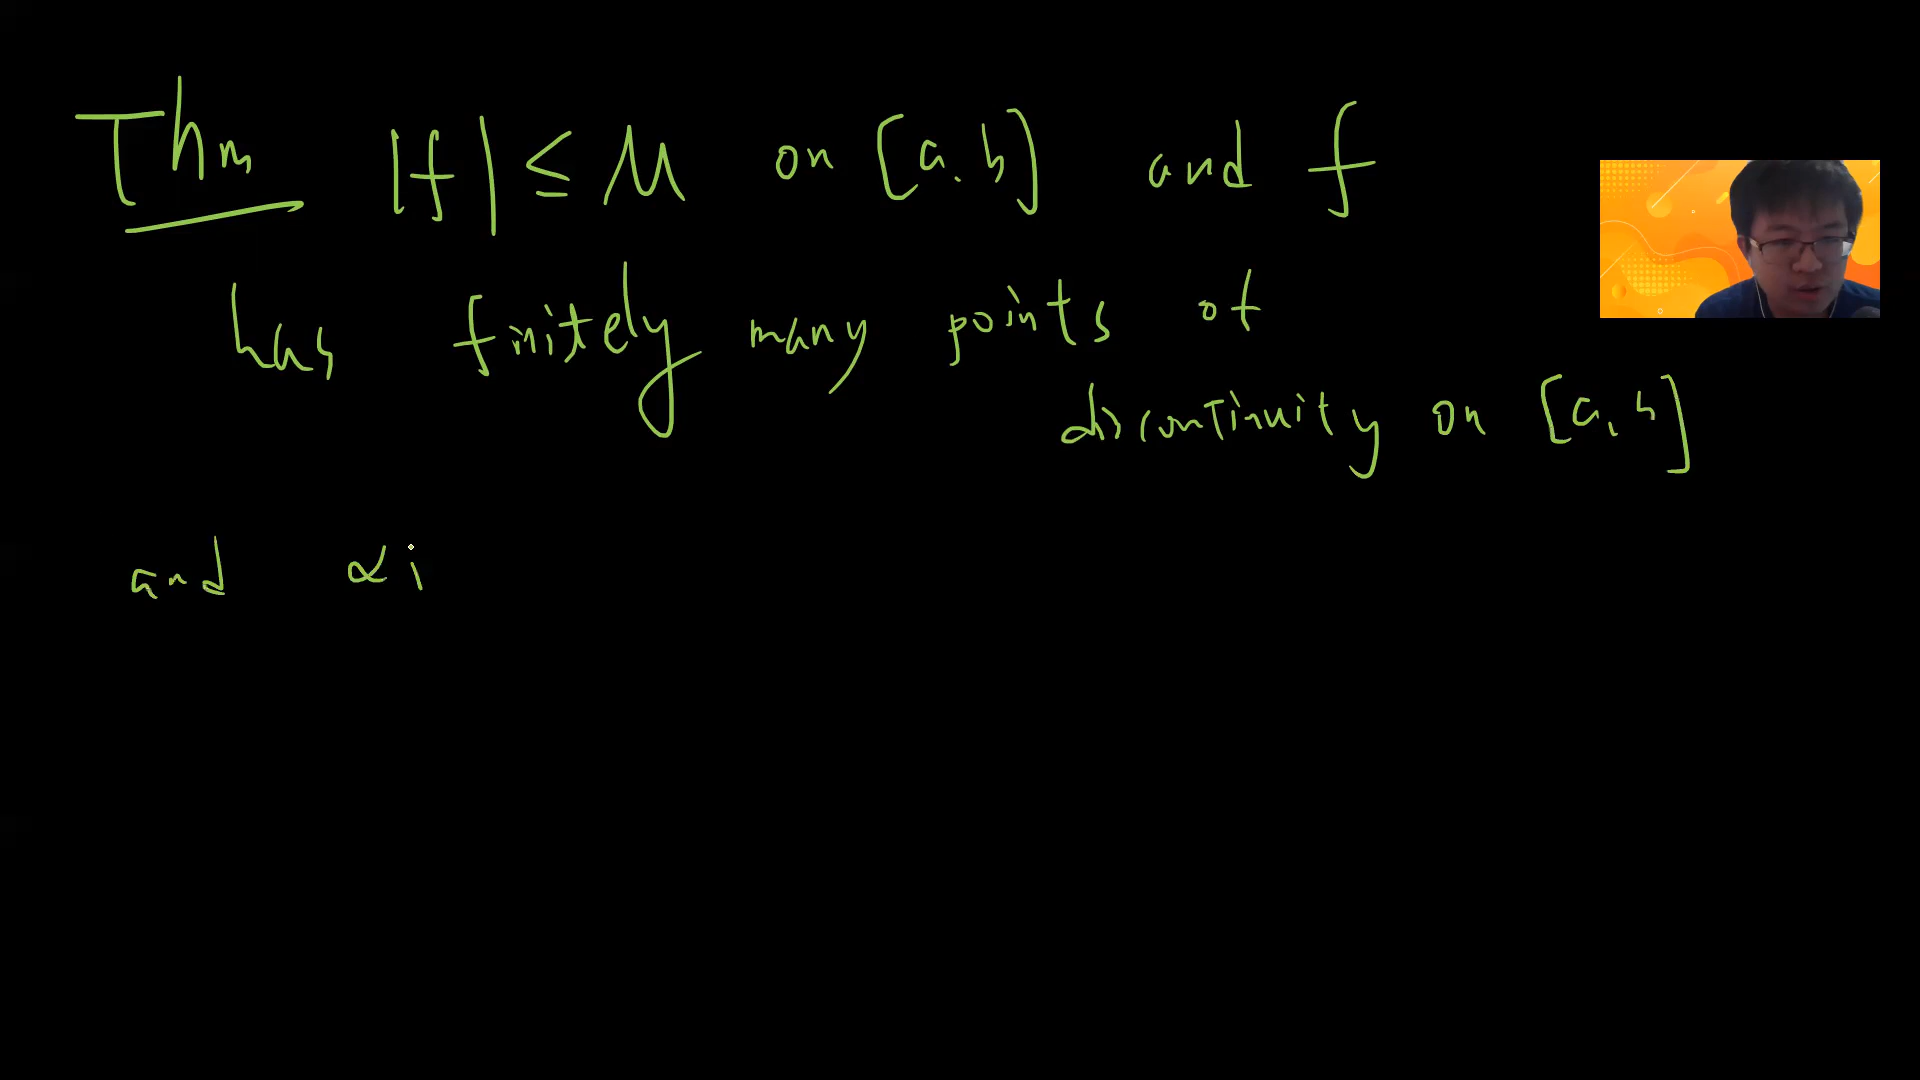 Thm |f| ≤ M on [a, b] and f
has finitely many points of
discontinuity on [a, b]
and α i